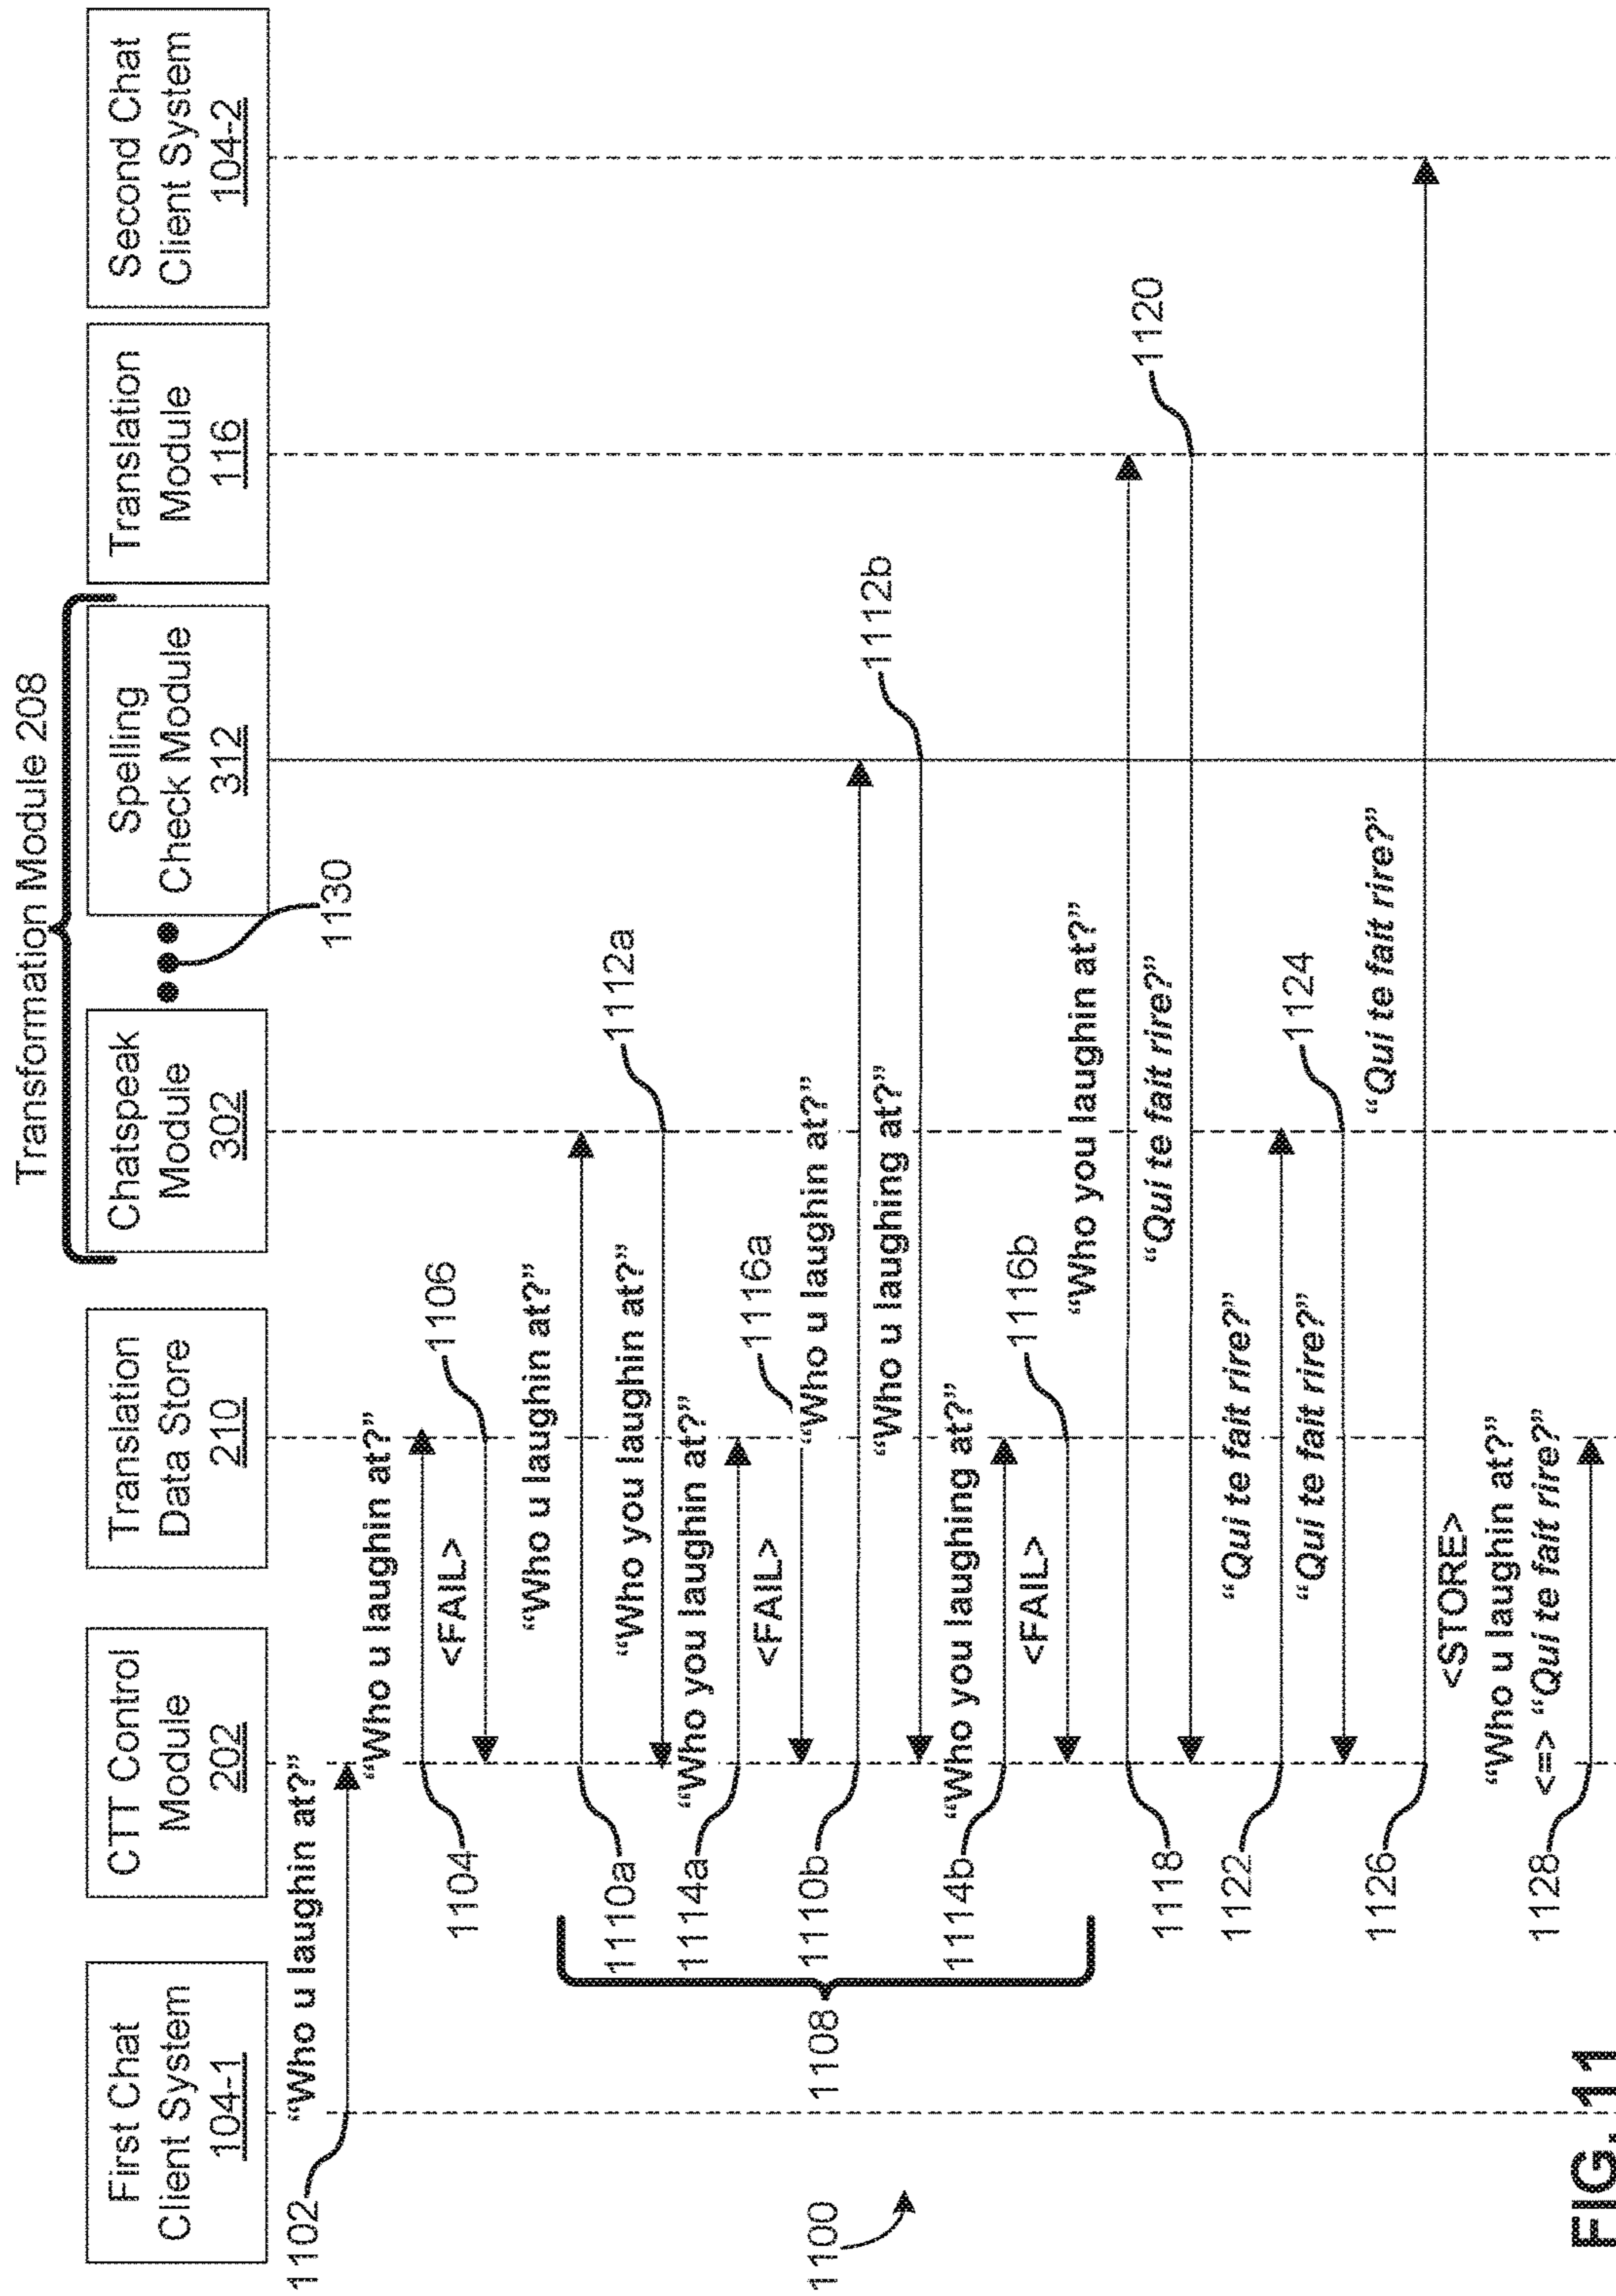 Transformation Module 208
First Chat
Client System
104-1
CTT Control
Module
202
Translation
Data Store
210
Chatspeak
Module
302
Spelling
Check Module
312
Translation
Module
116
Second Chat
Client System
104-2
1130
1102
“Who u laughin at?”
“Who u laughin at?”
1104
<FAIL>
1106
“Who u laughin at?”
1110a
“Who you laughin at?”
1112a
“Who you laughin at?”
1114a
<FAIL>
1116a
“Who u laughin at?”
1110b
“Who u laughing at?”
1112b
“Who you laughing at?”
1114b
<FAIL>
1116b
1108
1100
“Who you laughin at?”
1118
“Qui te fait rire?”
1120
“Qui te fait rire?”
1122
“Qui te fait rire?”
1124
“Qui te fait rire?”
1126
<STORE>
“Who u laughin at?”
<=> “Qui te fait rire?”
1128
FIG. 11